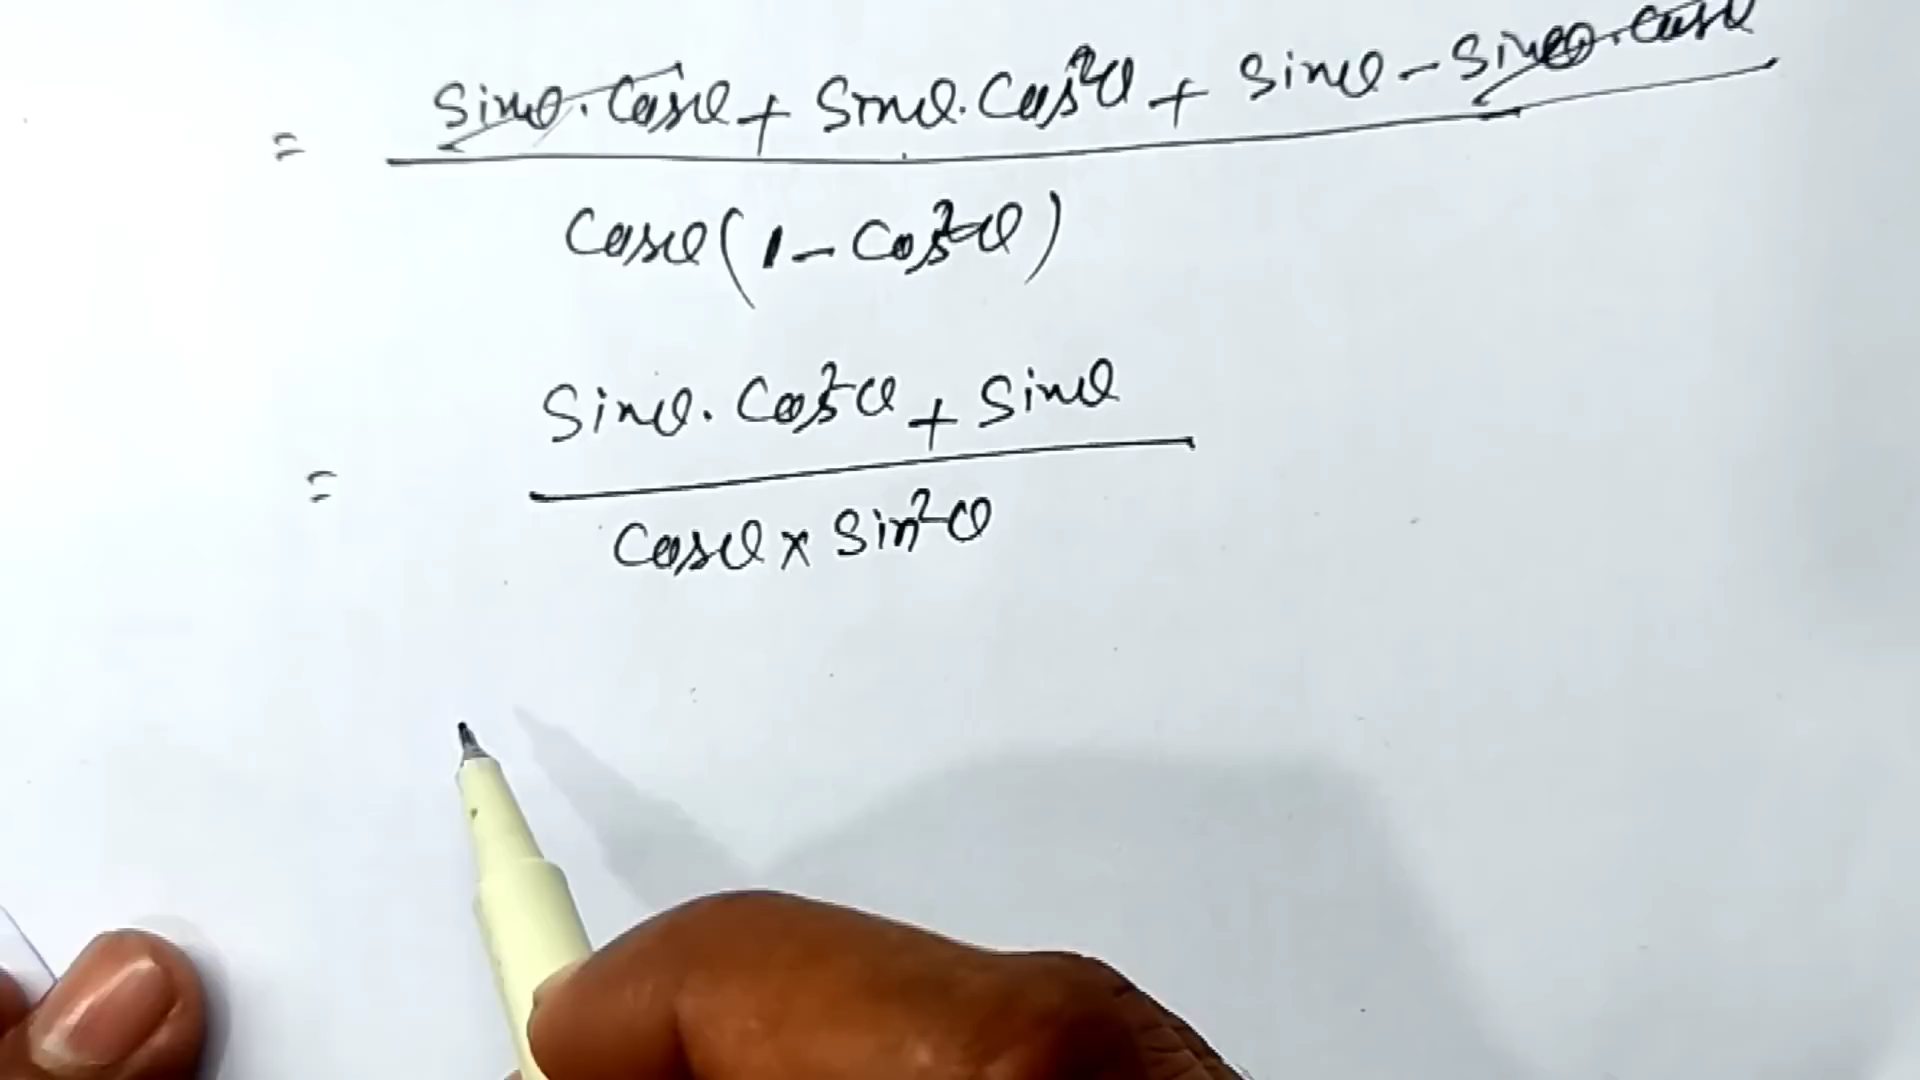 = (sinθ.cosθ + sinθ.cos²θ + sinθ - sinθ.cosθ) / (cosθ(1 - cos²θ))
= (sinθ.cos²θ + sinθ) / (cosθ × sin²θ)